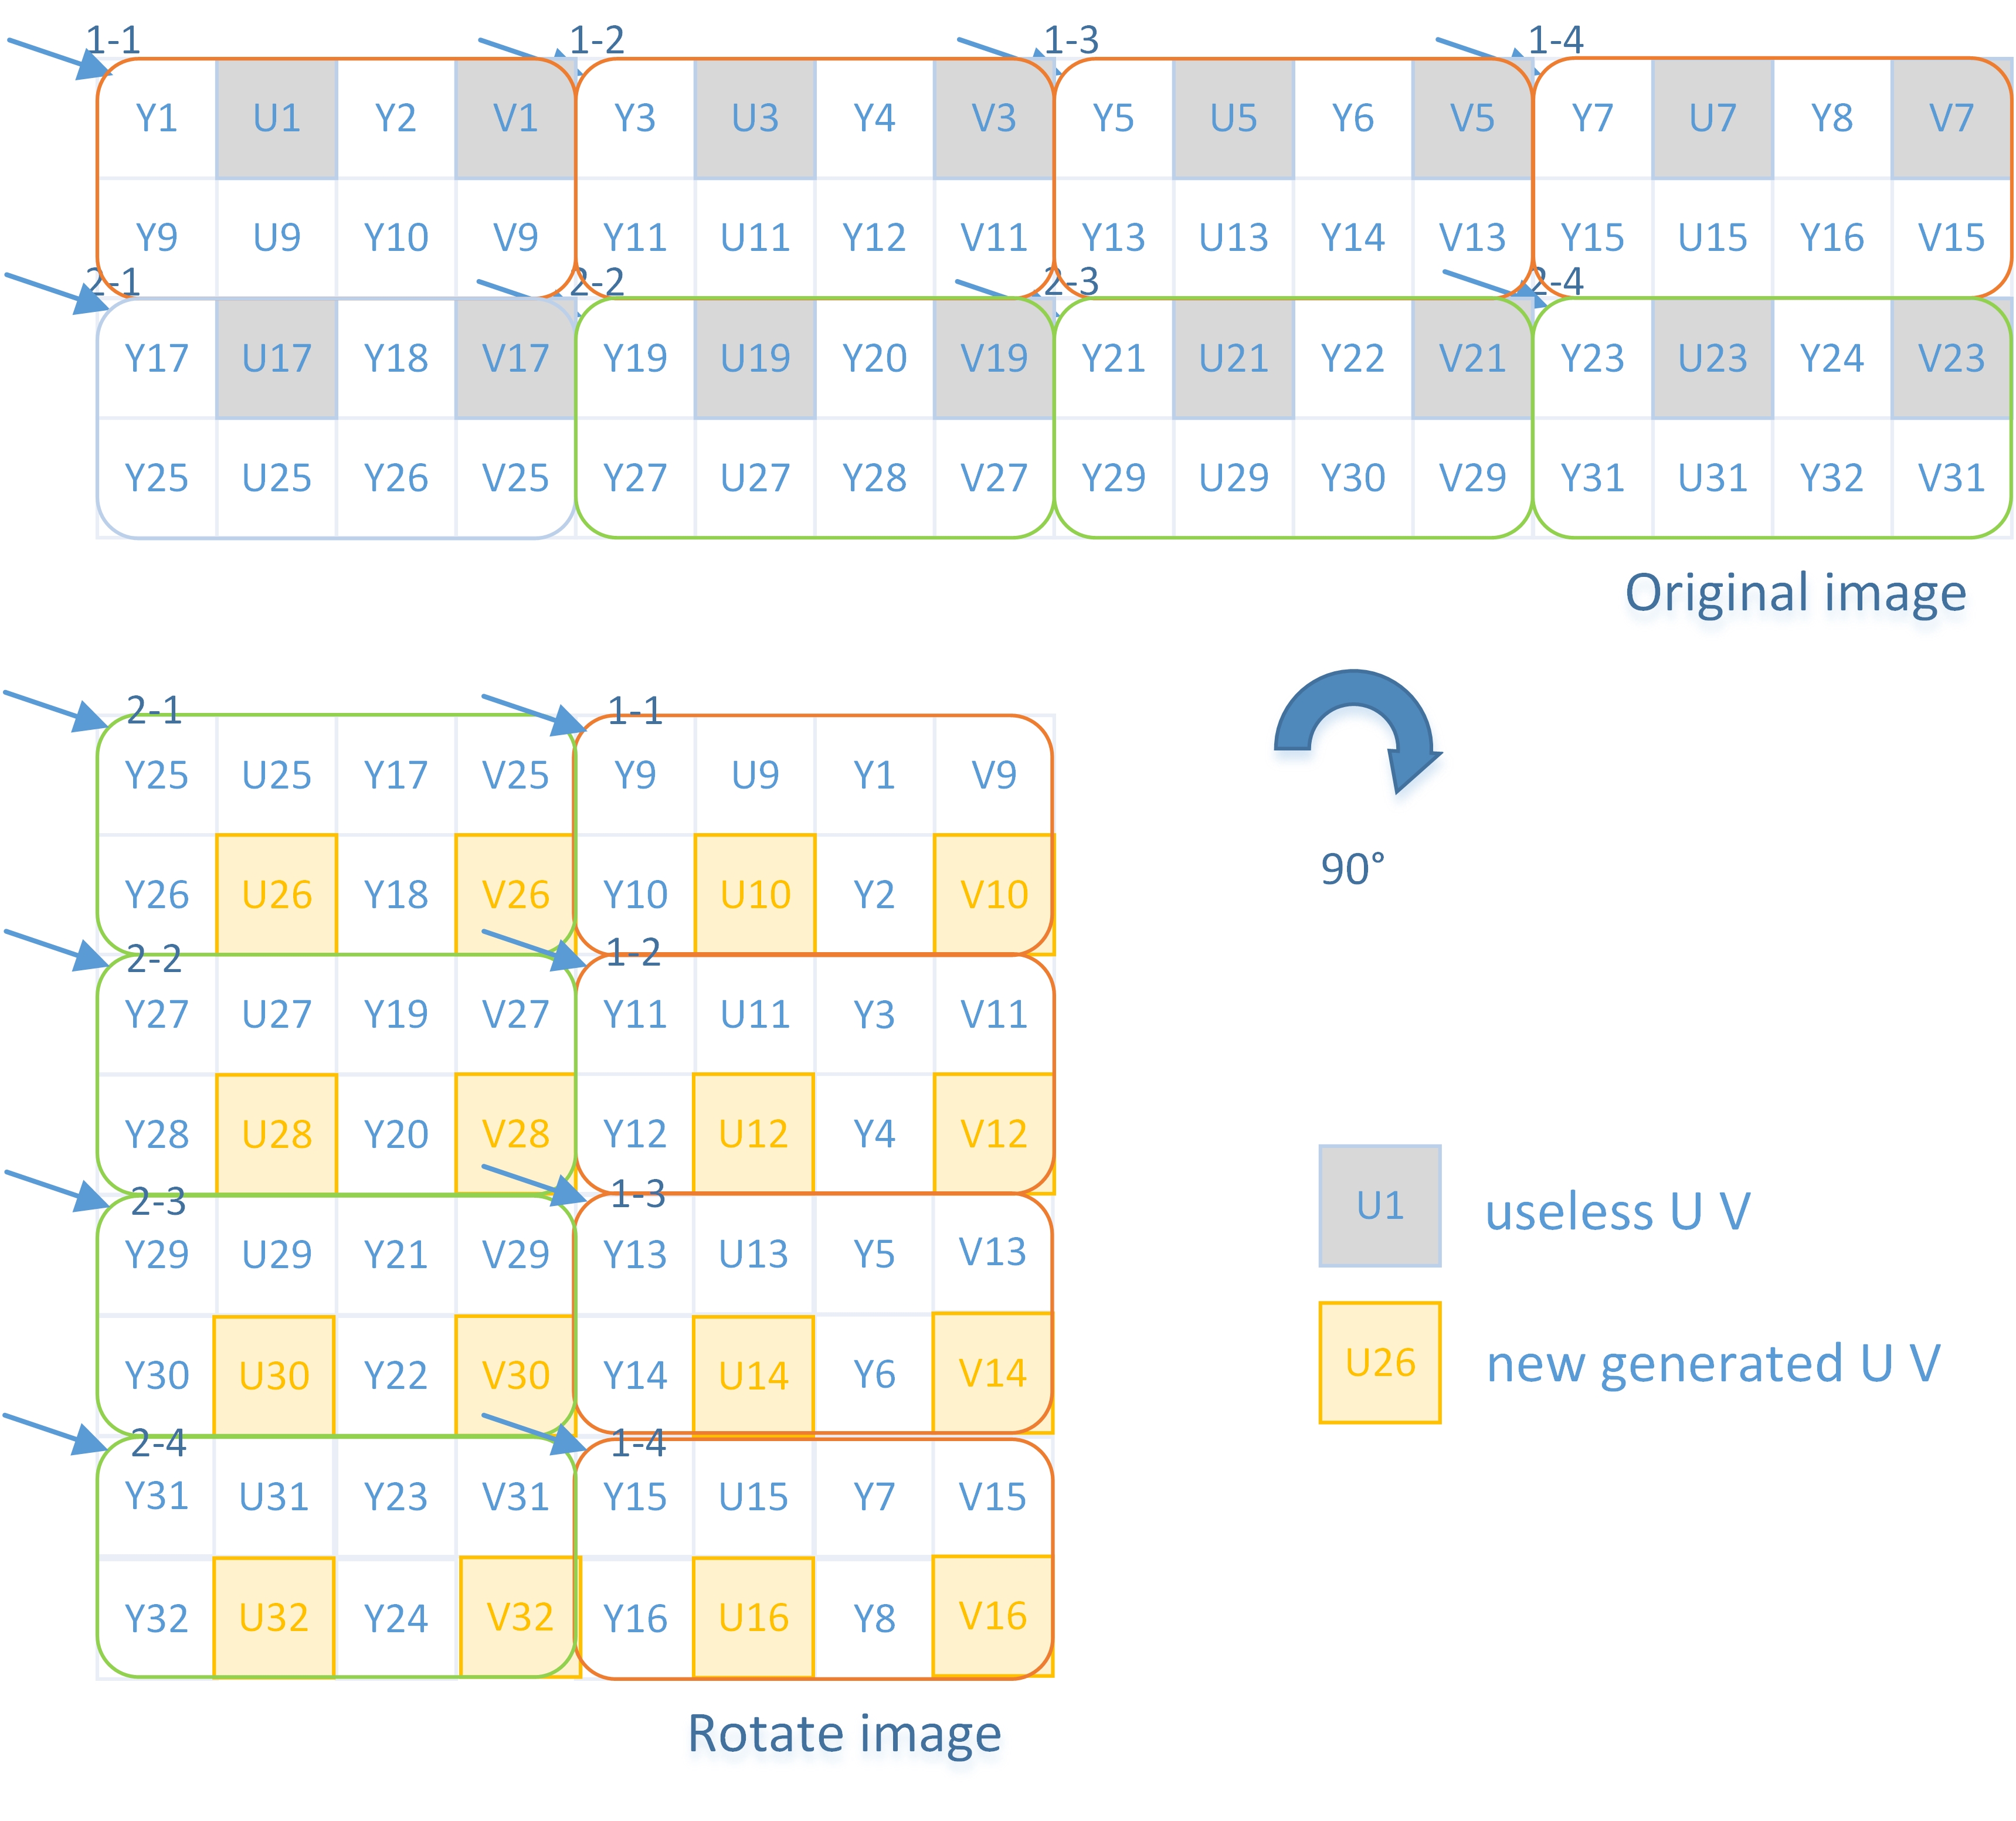 1-1 1-2 1-3 1-4
Y1 U1 Y2 V1 Y3 U3 Y4 V3 Y5 U5 Y6 V5 Y7 U7 Y8 V7
Y9 U9 Y10 V9 Y11 U11 Y12 V11 Y13 U13 Y14 V13 Y15 U15 Y16 V15
2-1 2-2 2-3 2-4
Y17 U17 Y18 V17 Y19 U19 Y20 V19 Y21 U21 Y22 V21 Y23 U23 Y24 V23
Y25 U25 Y26 V25 Y27 U27 Y28 V27 Y29 U29 Y30 V29 Y31 U31 Y32 V31
Original image
2-1 1-1
Y25 U25 Y17 V25 Y9 U9 Y1 V9
Y26 U26 Y18 V26 Y10 U10 Y2 V10
90°
2-2 1-2
Y27 U27 Y19 V27 Y11 U11 Y3 V11
Y28 U28 Y20 V28 Y12 U12 Y4 V12
2-3 1-3
Y29 U29 Y21 V29 Y13 U13 Y5 V13
Y30 U30 Y22 V30 Y14 U14 Y6 V14
2-4 1-4
Y31 U31 Y23 V31 Y15 U15 Y7 V15
Y32 U32 Y24 V32 Y16 U16 Y8 V16
U1 useless U V
U26 new generated U V
Rotate image